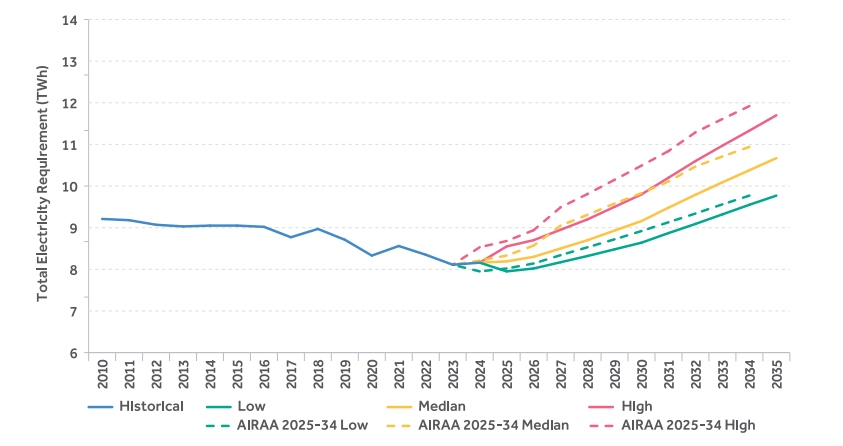 14
13
12
11
10
9
8
7
6
Total Electricity Requirement (TWh)
2010 2011 2012 2013 2014 2015 2016 2017 2018 2019 2020 2021 2022 2023 2024 2025 2026 2027 2028 2029 2030 2031 2032 2033 2034 2035
Historical Low Median High
AIRAA 2025-34 Low AIRAA 2025-34 Median AIRAA 2025-34 High